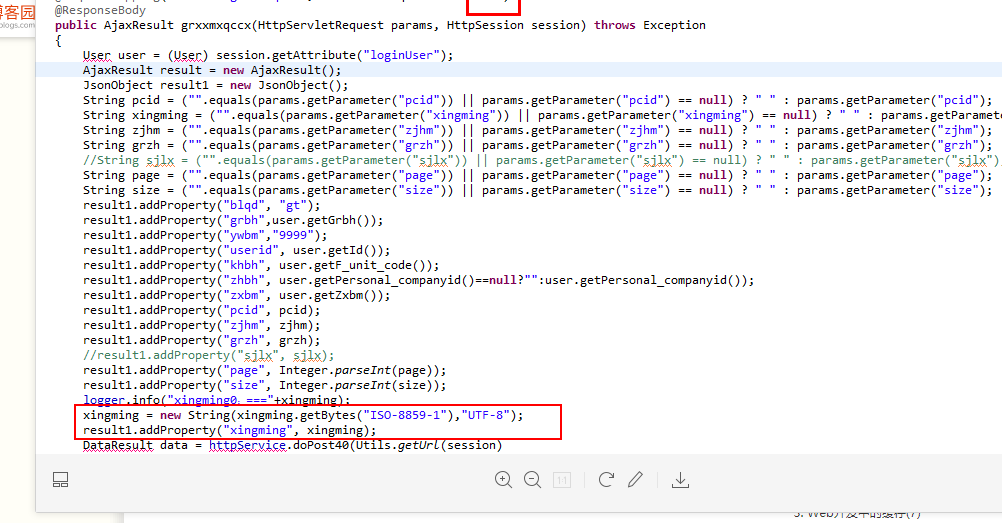 博客园
blogs.com
@ResponseBody
public AjaxResult grxxmxqccx(HttpServletRequest params, HttpSession session) throws Exception
{
User user = (User) session.getAttribute("loginUser");
AjaxResult result = new AjaxResult();
JsonObject result1 = new JsonObject();
String pcid = ("".equals(params.getParameter("pcid")) || params.getParameter("pcid") == null) ? " " : params.getParameter("pcid");
String xingming = ("".equals(params.getParameter("xingming")) || params.getParameter("xingming") == null) ? " " : params.getParamete
String zjhm = ("".equals(params.getParameter("zjhm")) || params.getParameter("zjhm") == null) ? " " : params.getParameter("zjhm");
String grzh = ("".equals(params.getParameter("grzh")) || params.getParameter("grzh") == null) ? " " : params.getParameter("grzh");
//String sjlx = ("".equals(params.getParameter("sjlx")) || params.getParameter("sjlx") == null) ? " " : params.getParameter("sjlx")
String page = ("".equals(params.getParameter("page")) || params.getParameter("page") == null) ? " " : params.getParameter("page");
String size = ("".equals(params.getParameter("size")) || params.getParameter("size") == null) ? " " : params.getParameter("size");
result1.addProperty("blqd", "gt");
result1.addProperty("grbh",user.getGrbh());
result1.addProperty("ywbm","9999");
result1.addProperty("userid", user.getId());
result1.addProperty("khbh", user.getF_unit_code());
result1.addProperty("zhbh", user.getPersonal_companyid()==null?"":user.getPersonal_companyid());
result1.addProperty("zxbm", user.getZxbm());
result1.addProperty("pcid", pcid);
result1.addProperty("zjhm", zjhm);
result1.addProperty("grzh", grzh);
//result1.addProperty("sjlx", sjlx);
result1.addProperty("page", Integer.parseInt(page));
result1.addProperty("size", Integer.parseInt(size));
logger.info("xingming0：==="+xingming);
xingming = new String(xingming.getBytes("ISO-8859-1"),"UTF-8");
result1.addProperty("xingming", xingming);
DataResult data = httpService.doPost40(Utils.getUrl(session)
1:1
3. Web开发中的缓存(7)